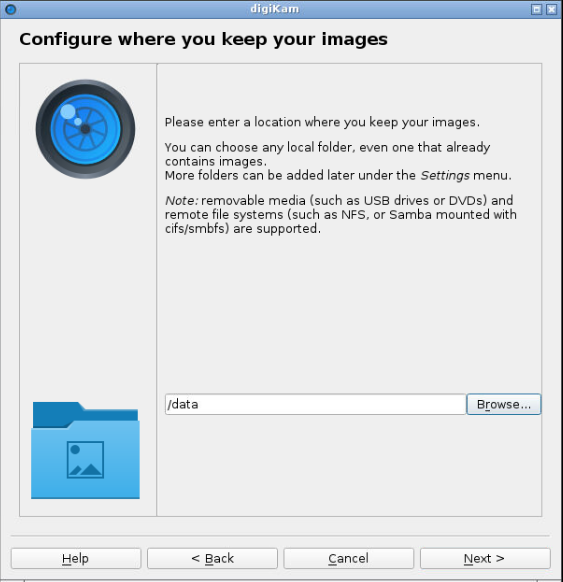 digiKam
Configure where you keep your images
Please enter a location where you keep your images.
You can choose any local folder, even one that already
contains images.
More folders can be added later under the Settings menu.
Note: removable media (such as USB drives or DVDs) and
remote file systems (such as NFS, or Samba mounted with
cifs/smbfs) are supported.
/data
Browse...
Help
< Back
Cancel
Next >